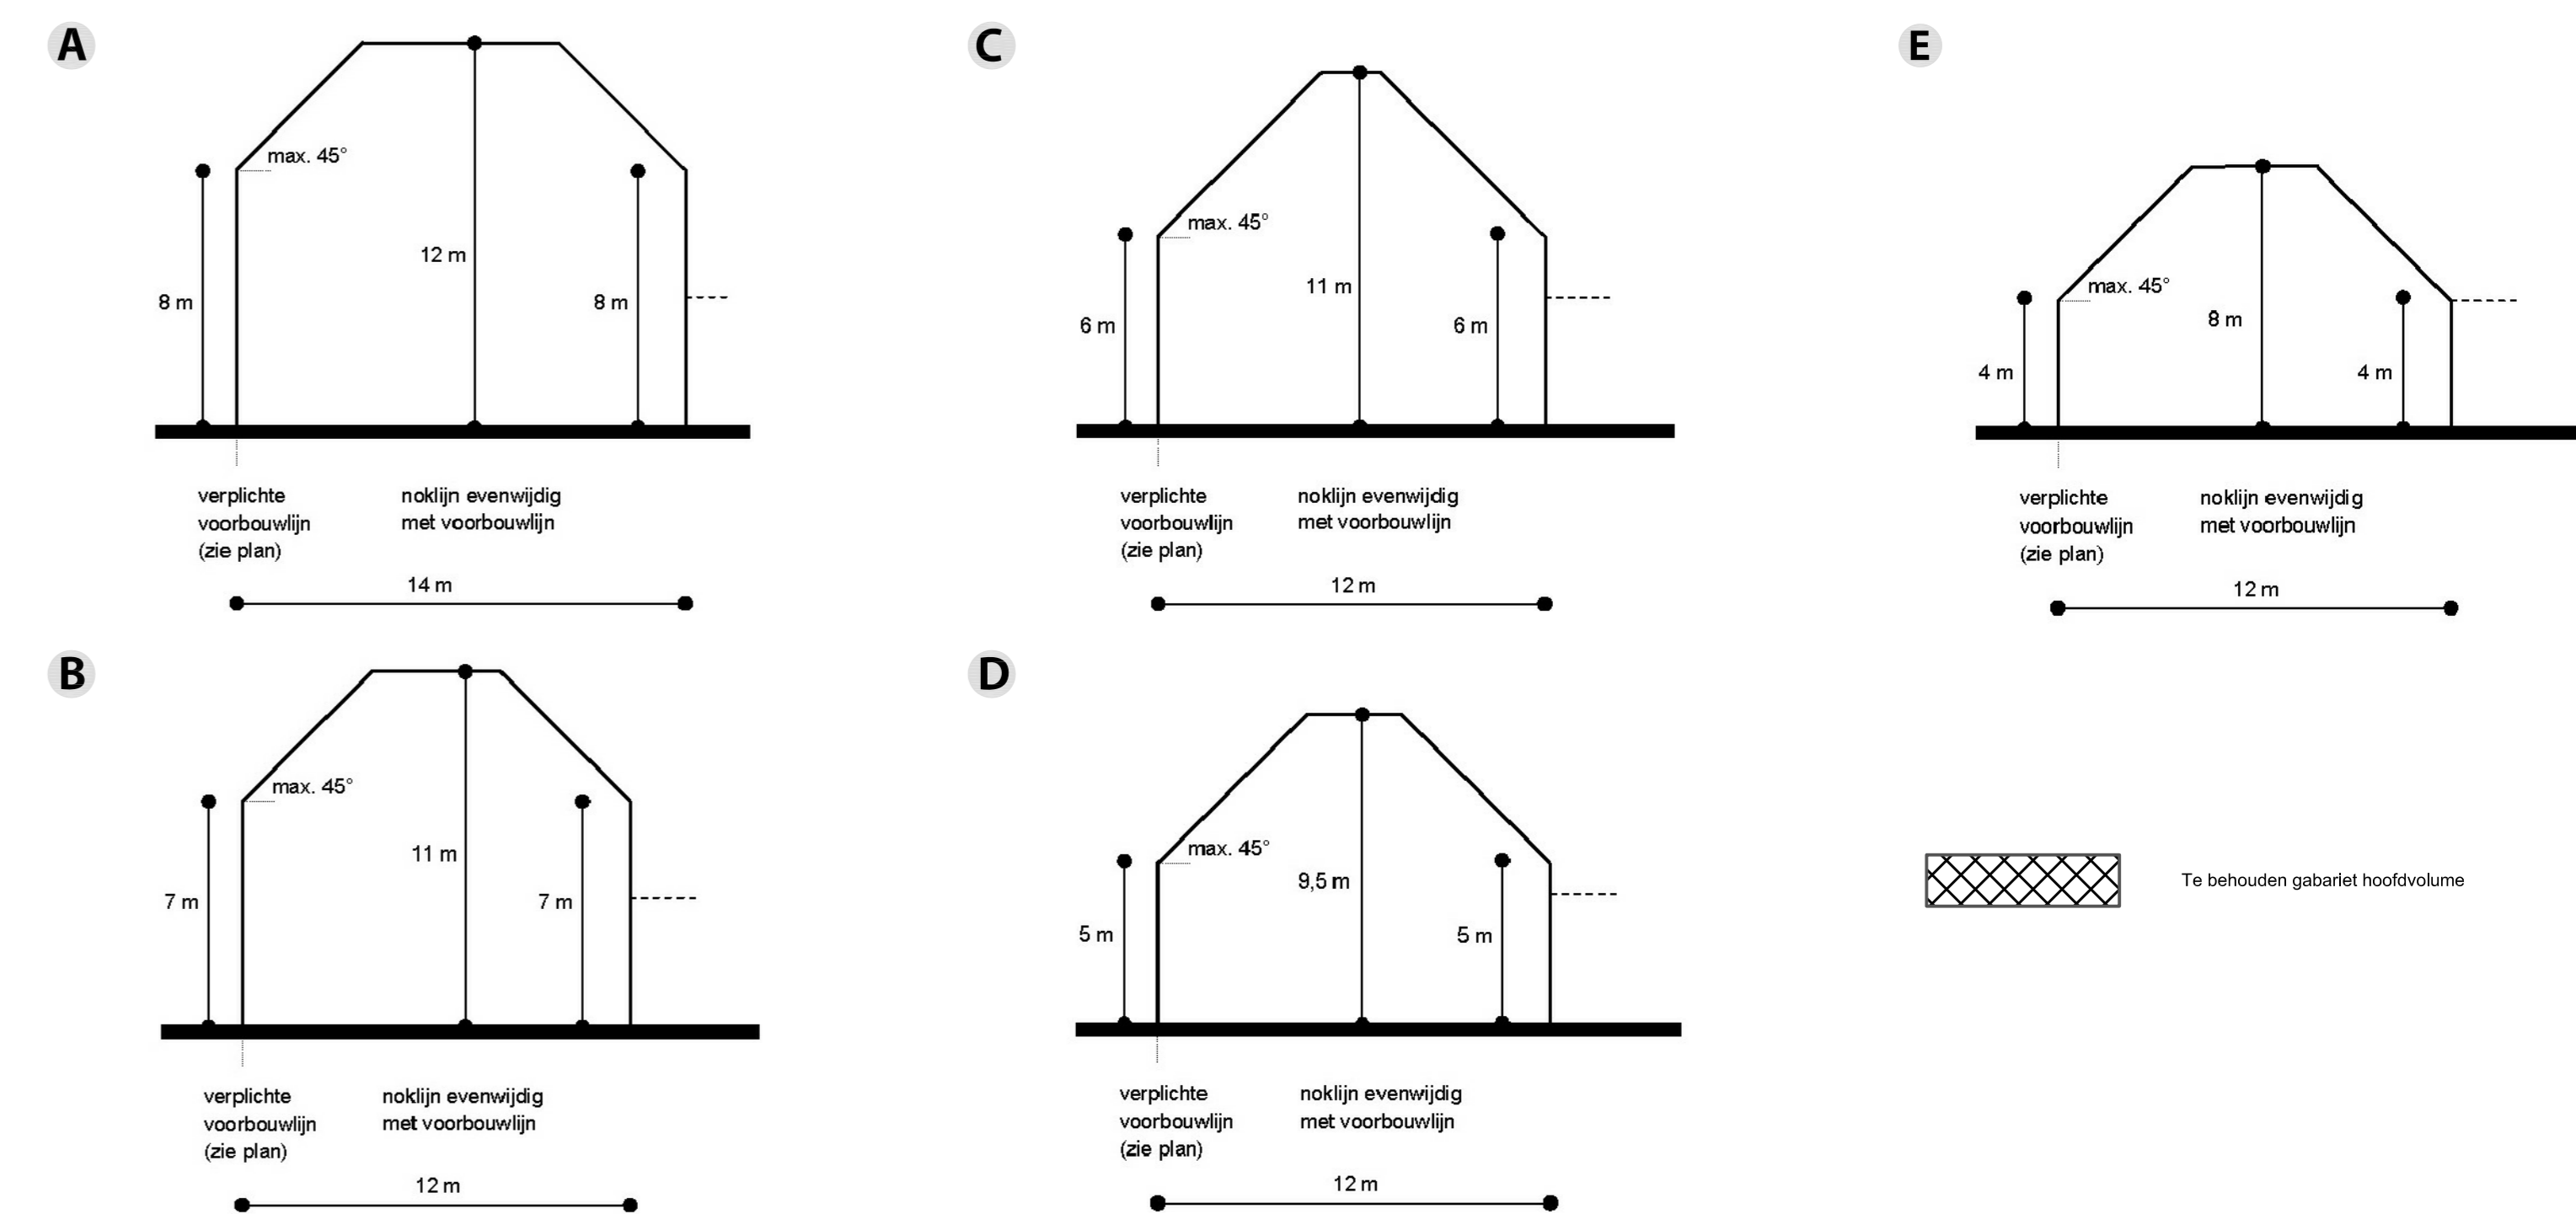 A
max. 45°
12 m
8 m
8 m
verplichte
voorbouwlijn
(zie plan)
noklijn evenwijdig
met voorbouwlijn
14 m
B
max. 45°
11 m
7 m
7 m
verplichte
voorbouwlijn
(zie plan)
noklijn evenwijdig
met voorbouwlijn
12 m
C
max. 45°
11 m
6 m
6 m
verplichte
voorbouwlijn
(zie plan)
noklijn evenwijdig
met voorbouwlijn
12 m
D
max. 45°
9,5 m
5 m
5 m
verplichte
voorbouwlijn
(zie plan)
noklijn evenwijdig
met voorbouwlijn
12 m
E
max. 45°
8 m
4 m
4 m
verplichte
voorbouwlijn
(zie plan)
noklijn evenwijdig
met voorbouwlijn
12 m
Te behouden gabariet hoofdvolume